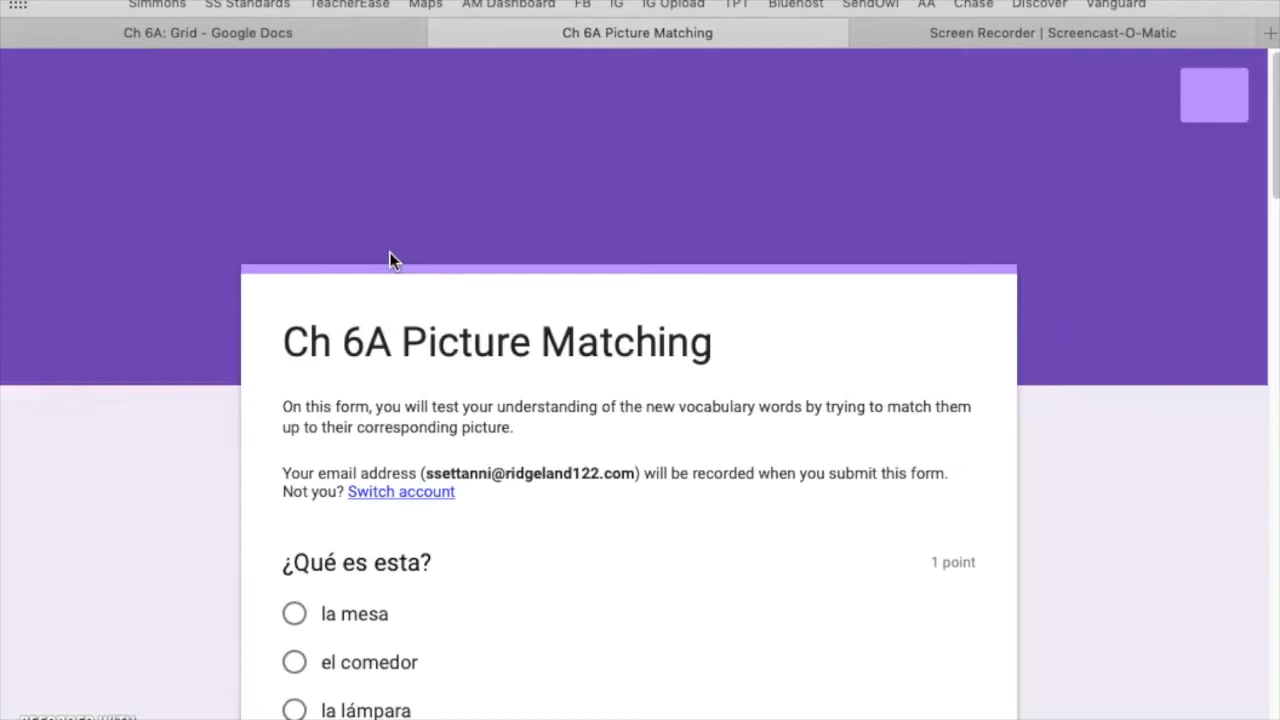 Simmons SS Standards TeacherEase Maps AM Dashboard FB IG IG Upload TPT Bluehost SendOwl AA Chase Discover Vanguard
Ch 6A: Grid - Google Docs Ch 6A Picture Matching Screen Recorder | Screencast-O-Matic +
Ch 6A Picture Matching
On this form, you will test your understanding of the new vocabulary words by trying to match them
up to their corresponding picture.
Your email address (ssettanni@ridgeland122.com) will be recorded when you submit this form.
Not you? Switch account
¿Qué es esta? 1 point
la mesa
el comedor
la lámpara
RECORDED WITH